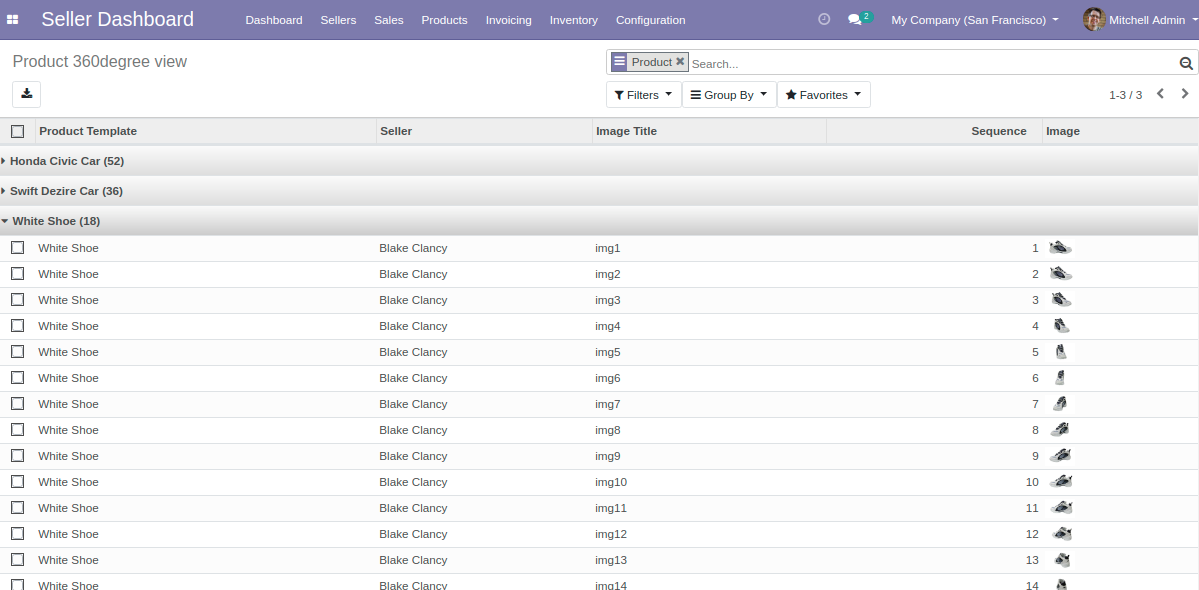 Seller Dashboard Dashboard Sellers Sales Products Invoicing Inventory Configuration 2 My Company (San Francisco) Mitchell Admin
Product 360degree view Product Search...
Filters Group By Favorites 1-3 / 3
Product Template Seller Image Title Sequence Image
Honda Civic Car (52)
Swift Dezire Car (36)
White Shoe (18)
White Shoe Blake Clancy img1 1
White Shoe Blake Clancy img2 2
White Shoe Blake Clancy img3 3
White Shoe Blake Clancy img4 4
White Shoe Blake Clancy img5 5
White Shoe Blake Clancy img6 6
White Shoe Blake Clancy img7 7
White Shoe Blake Clancy img8 8
White Shoe Blake Clancy img9 9
White Shoe Blake Clancy img10 10
White Shoe Blake Clancy img11 11
White Shoe Blake Clancy img12 12
White Shoe Blake Clancy img13 13
White Shoe Blake Clancy img14 14